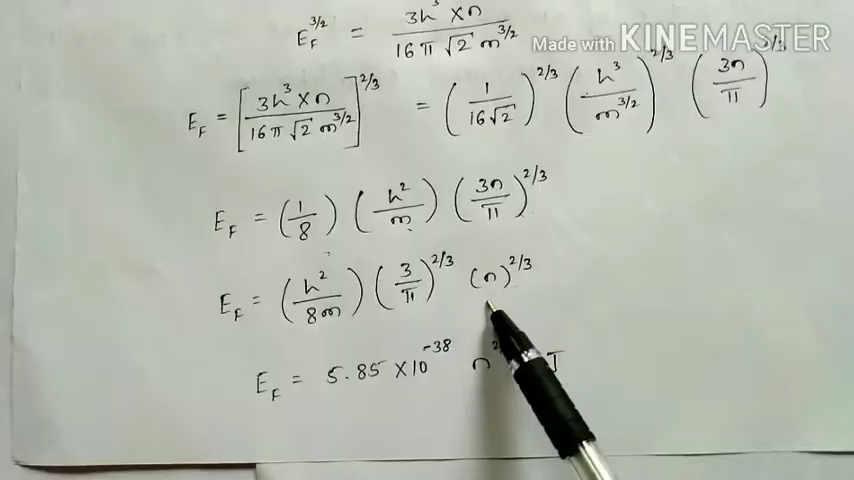 E_F^{3/2} = 3h^3 × n / 16π√2 m^{3/2}
Made with KINEMASTER
E_F = [3h^3 × n / 16π√2 m^{3/2}]^{2/3} = (1 / 16√2)^{2/3} (h^3 / m^{3/2})^{2/3} (3n / π)^{2/3}
E_F = (1/8) (h^2 / m) (3n / π)^{2/3}
E_F = (h^2 / 8m) (3 / π)^{2/3} (n)^{2/3}
E_F = 5.85 × 10^{-38} n